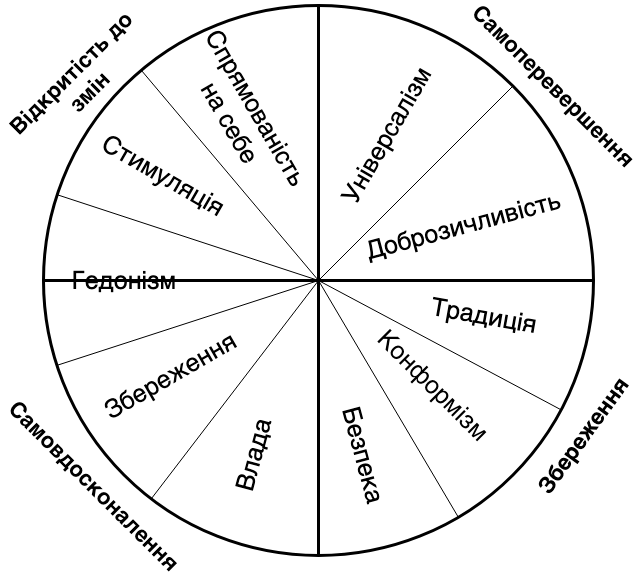 Відкритість до
змін
Самоперевершення
Спрямованість
на себе
Універсалізм
Стимуляція
Доброзичливість
Гедонізм
Традиція
Збереження
Конформізм
Влада
Безпека
Самовдосконалення
Збереження